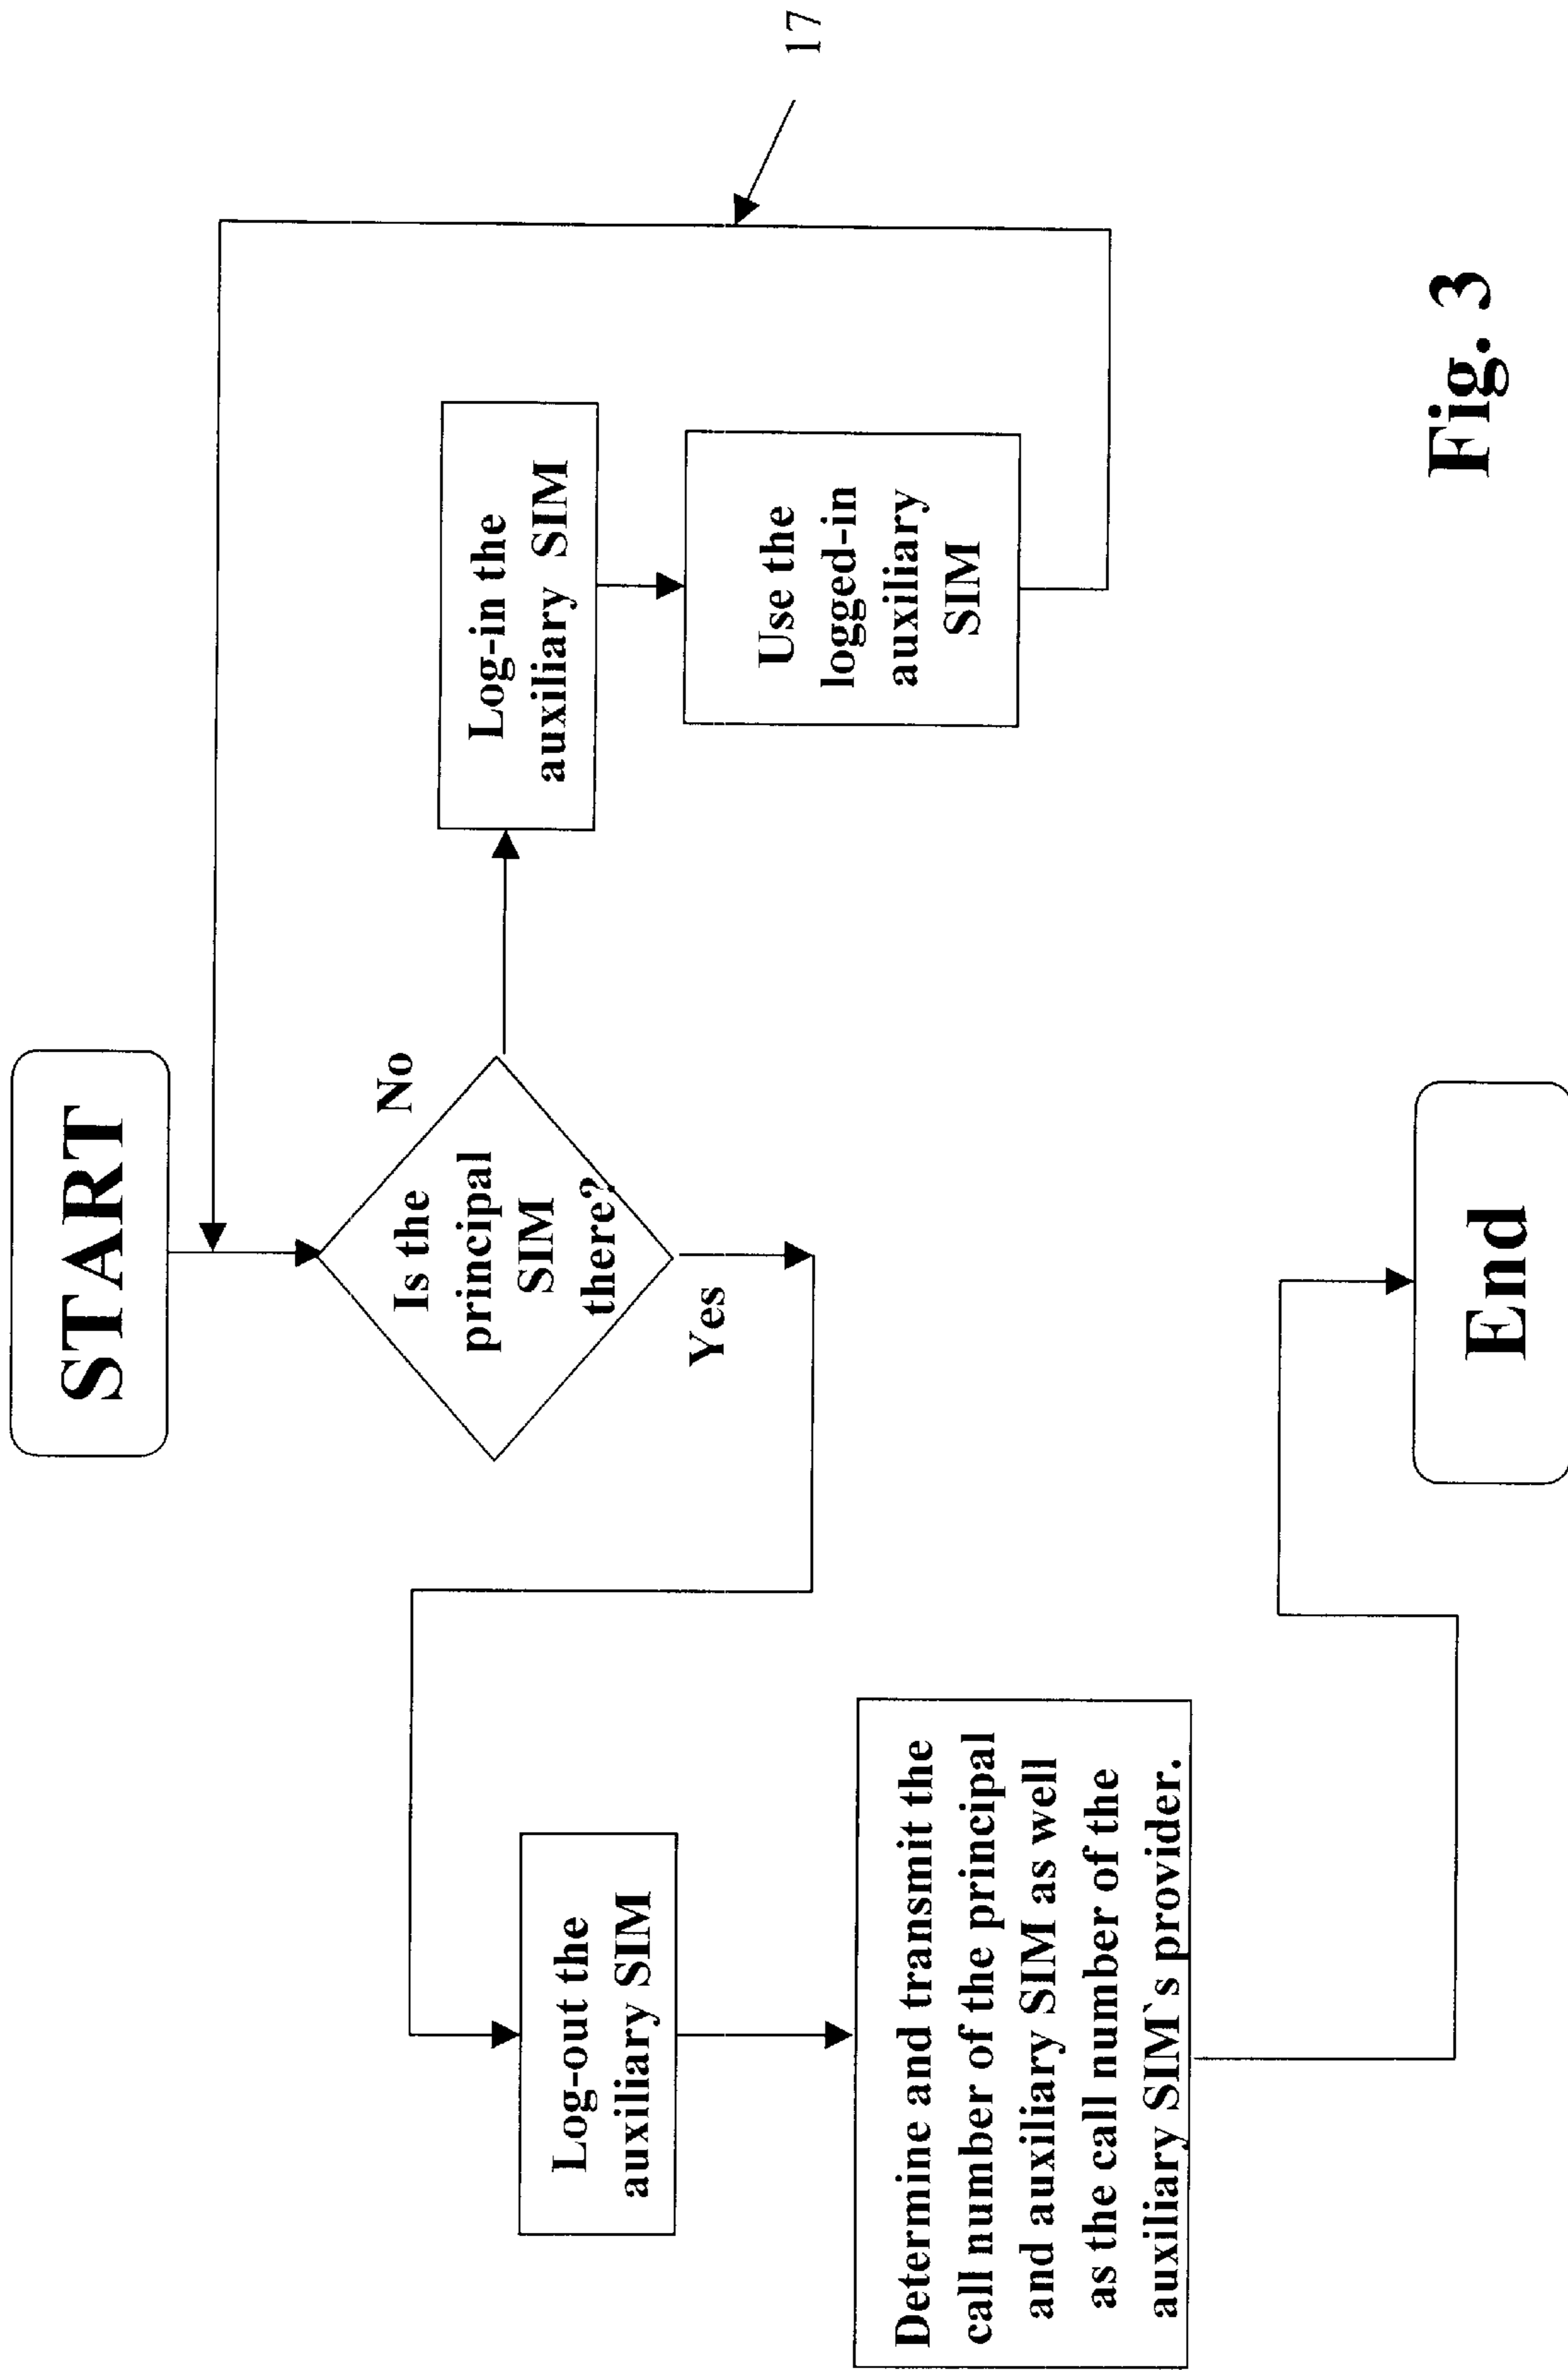 START
Is the
principal
SIM
there?
No
Yes
Log-in the
auxiliary SIM
Use the
logged-in
auxiliary
SIM
17
Log-out the
auxiliary SIM
Determine and transmit the
call number of the principal
and auxiliary SIM as well
as the call number of the
auxiliary SIM`s provider.
End
Fig. 3